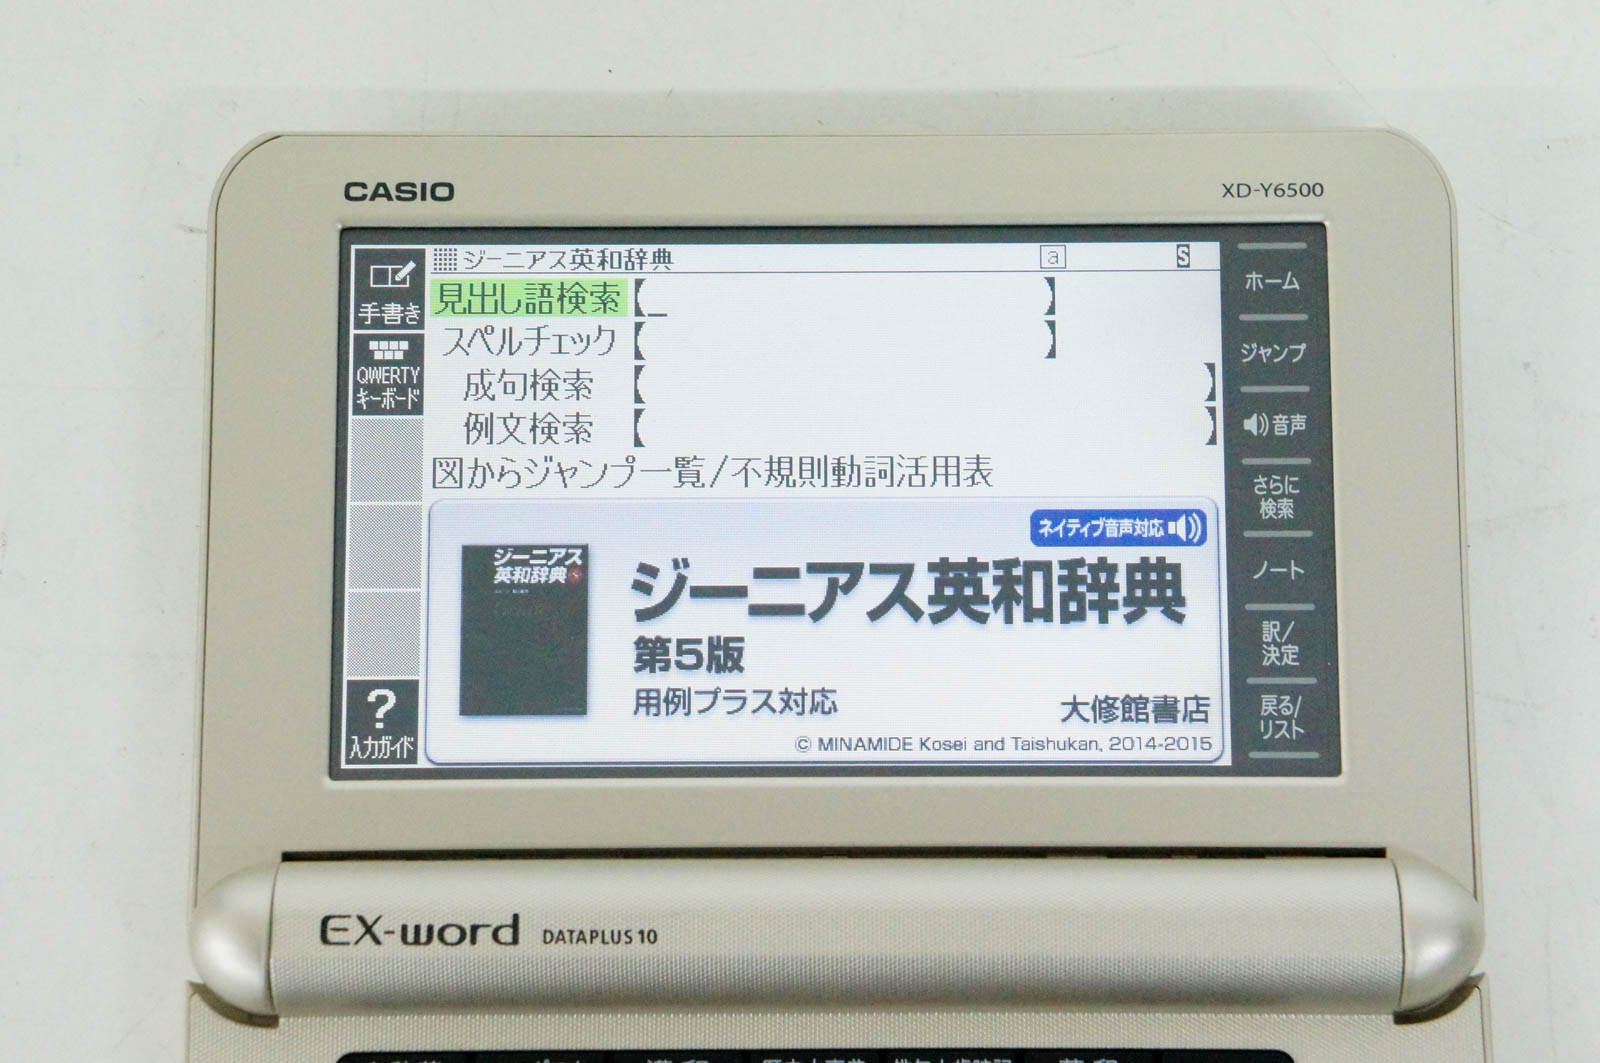 CASIO
XD-Y6500
手書き
QWERTY
キーボード
?
入力ガイド
ジーニアス英和辞典
a
S
見出し語検索
スペルチェック
成句検索
例文検索
図からジャンプ一覧/不規則動詞活用表
ネイティブ音声対応
ジーニアス
英和辞典
ジーニアス英和辞典
第5版
用例プラス対応
大修館書店
© MINAMIDE Kosei and Taishukan, 2014-2015
ホーム
ジャンプ
音声
さらに
検索
ノート
訳/
決定
戻る/
リスト
EX-word DATAPLUS 10